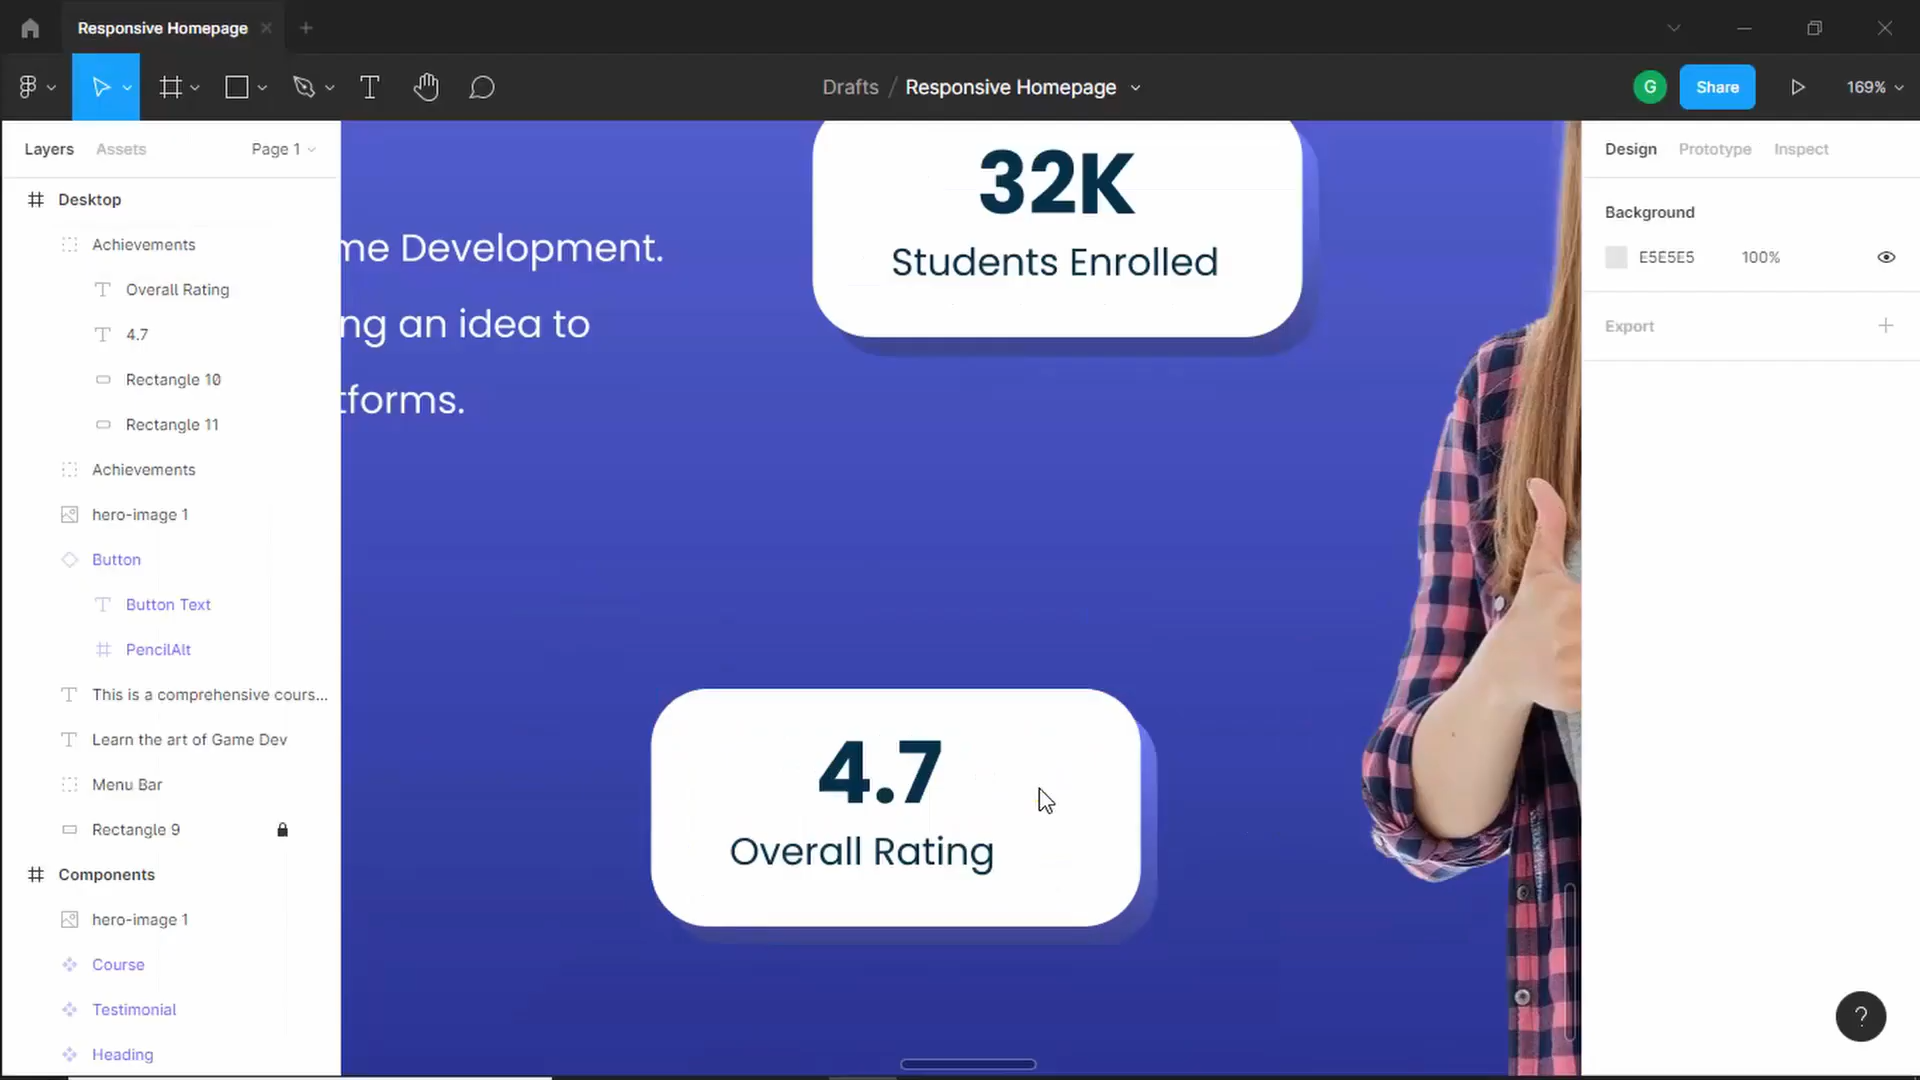 Responsive Homepage
Drafts / Responsive Homepage
G
Share
169%
Layers
Assets
Page 1
Desktop
Achievements
Overall Rating
4.7
Rectangle 10
Rectangle 11
Achievements
hero-image 1
Button
Button Text
PencilAlt
This is a comprehensive cours...
Learn the art of Game Dev
Menu Bar
Rectangle 9
Components
hero-image 1
Course
Testimonial
Heading
me Development.
ng an idea to
tforms.
32K
Students Enrolled
4.7
Overall Rating
Design
Prototype
Inspect
Background
E5E5E5
100%
Export
?